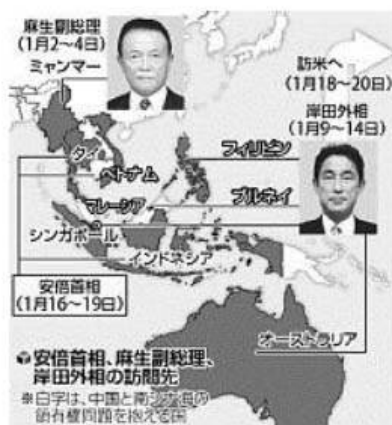 麻生副総理
(1月2〜4日)
ミャンマー
訪米へ
(1月18〜20日)
岸田外相
(1月9〜14日)
フィリピン
タイ
ベトナム
ブルネイ
マレーシア
シンガポール
インドネシア
安倍首相
(1月16〜19日)
オーストラリア
安倍首相、麻生副総理、
岸田外相の訪問先
※白字は、中国と南シナ海の
領有権問題を抱える国